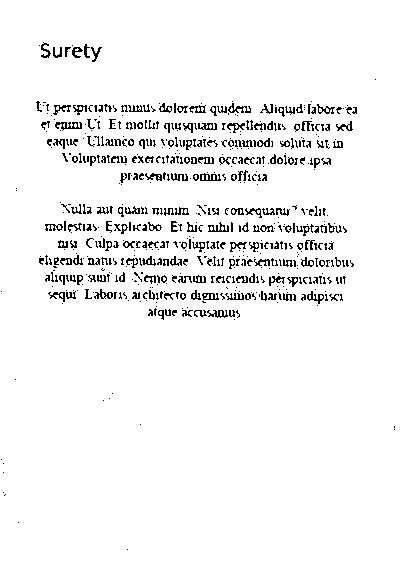 Surety
Ut perspiciatis minus dolorem quidem. Aliquid labore ea
et enim Ut. Et mollit quisquam repellendus. officia sed
eaque. Ullamco qui voluptates commodi soluta sit in.
Voluptatem exercitationem occaecat dolore ipsa
praesentium omnis officia.
Nulla aut quam minim. Nisi consequatur? velit.
molestias. Explicabo. Et hic nihil id non voluptatibus
nisi. Culpa occaecat voluptate perspiciatis officia
eligendi natus repudiandae. Velit praesentium doloribus
aliquip sunt id. Nemo earum reiciendis perspiciatis ut
sequi. Laboris architecto dignissimos harum adipisci
atque accusamus.